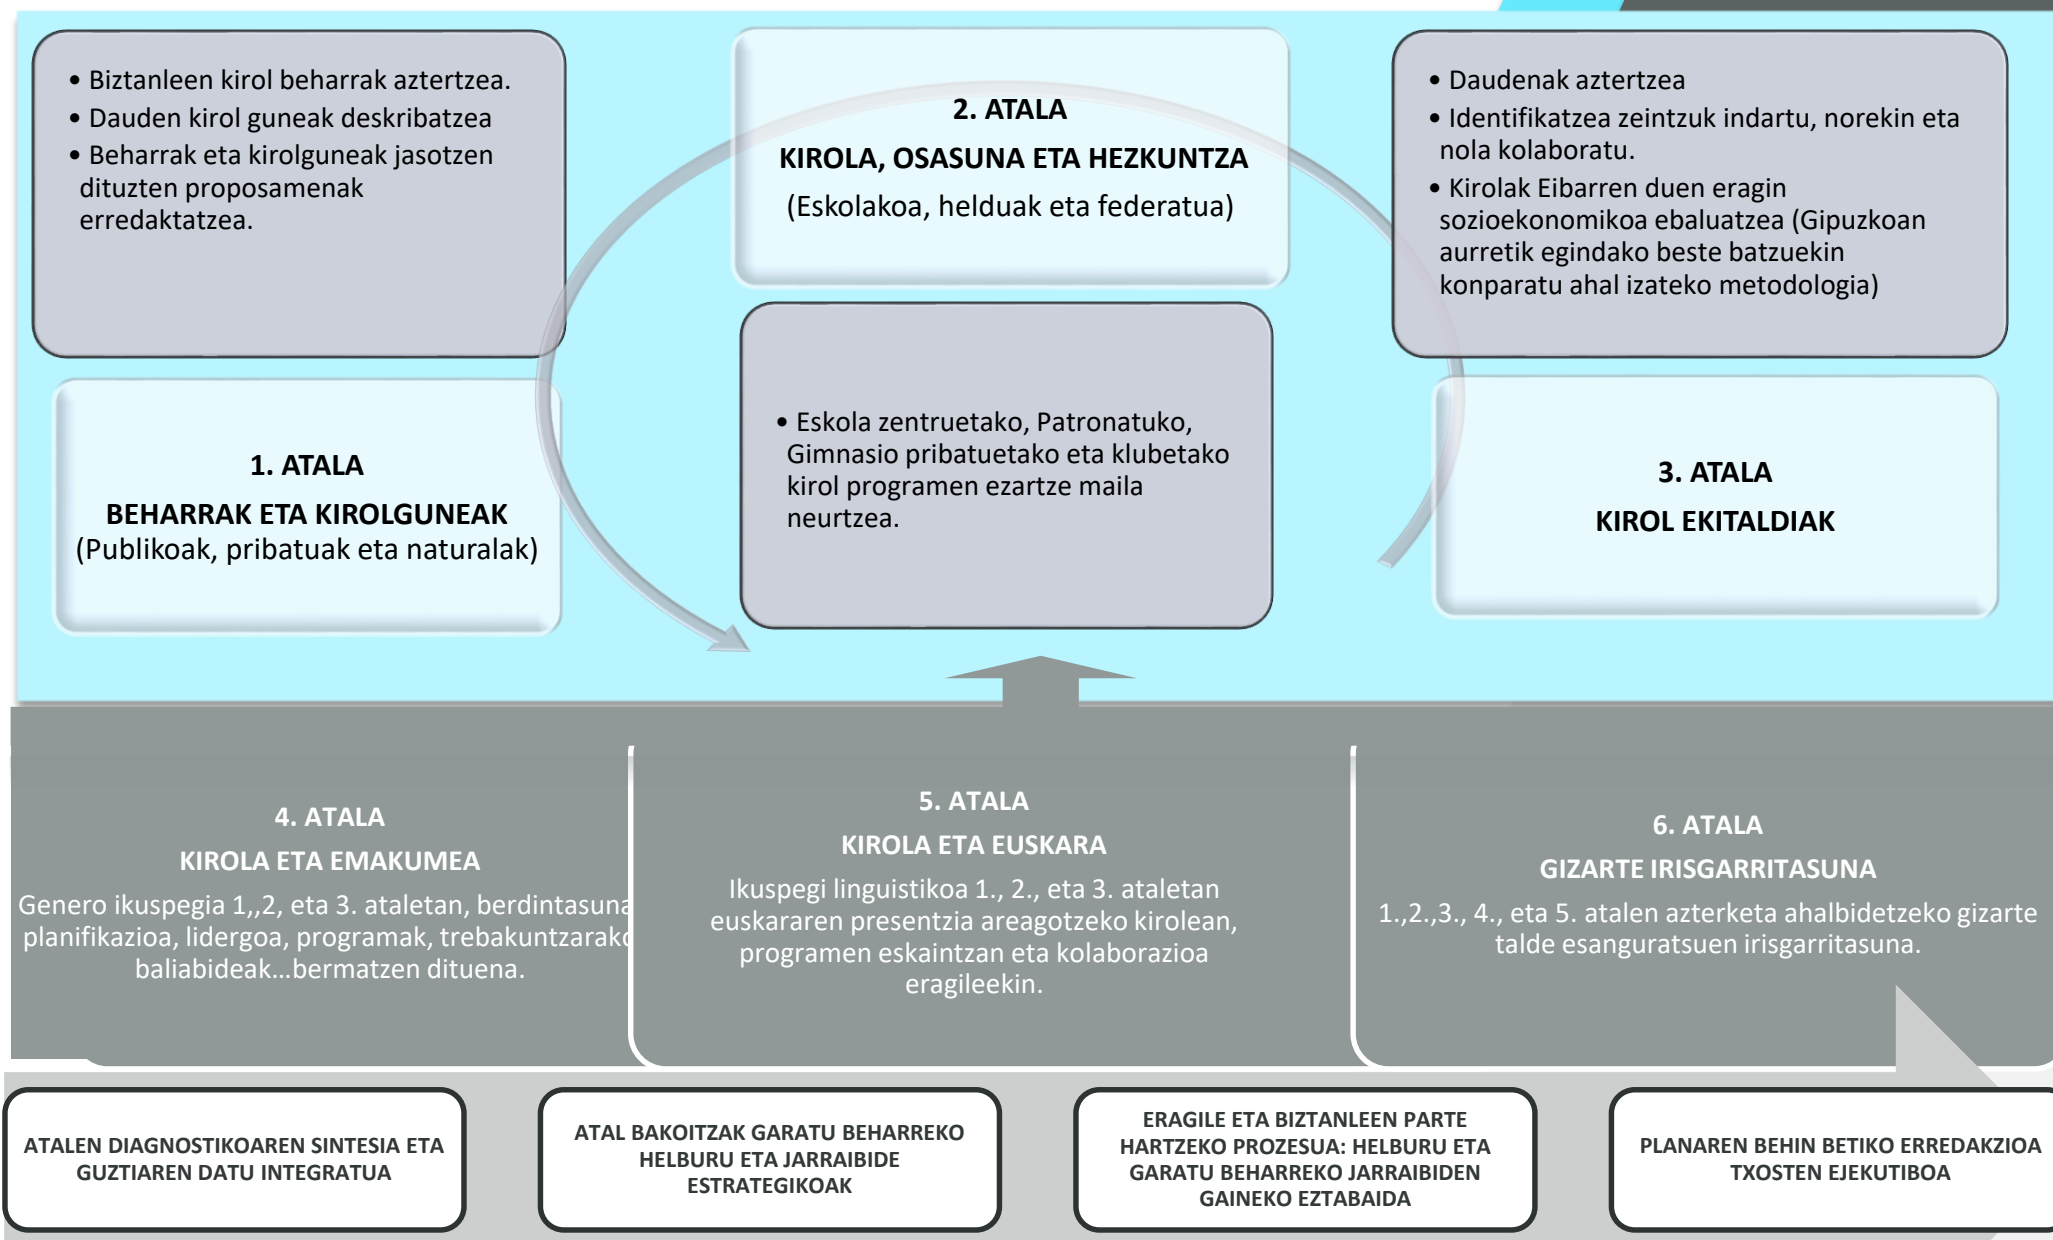 • Biztanleen kirol beharrak aztertzea.
• Dauden kirol guneak deskribatzea
• Beharrak eta kirolguneak jasotzen
dituzten proposamenak
erredaktatzea.
1. ATALA
BEHARRAK ETA KIROLGUNEAK
(Publikoak, pribatuak eta naturalak)
2. ATALA
KIROLA, OSASUNA ETA HEZKUNTZA
(Eskolakoa, helduak eta federatua)
• Eskola zentruetako, Patronatuko,
Gimnasio pribatuetako eta klubetako
kirol programen ezartze maila
neurtzea.
• Daudenak aztertzea
• Identifikatzea zeintzuk indartu, norekin eta
nola kolaboratu.
• Kirolak Eibarren duen eragin
sozioekonomikoa ebaluatzea (Gipuzkoan
aurretik egindako beste batzuekin
konparatu ahal izateko metodologia)
3. ATALA
KIROL EKITALDIAK
4. ATALA
KIROLA ETA EMAKUMEA
Genero ikuspegia 1,,2, eta 3. ataletan, berdintasuna
planifikazioa, lidergoa, programak, trebakuntzarako
baliabideak...bermatzen dituena.
5. ATALA
KIROLA ETA EUSKARA
Ikuspegi linguistikoa 1., 2., eta 3. ataletan
euskararen presentzia areagotzeko kirolean,
programen eskaintzan eta kolaborazioa
eragileekin.
6. ATALA
GIZARTE IRISGARRITASUNA
1.,2.,3., 4., eta 5. atalen azterketa ahalbidetzeko gizarte
talde esanguratsuen irisgarritasuna.
ATALEN DIAGNOSTIKOAREN SINTESIA ETA
GUZTIAREN DATU INTEGRATUA
ATAL BAKOITZAK GARATU BEHARREKO
HELBURU ETA JARRAIBIDE
ESTRATEGIKOAK
ERAGILE ETA BIZTANLEEN PARTE
HARTZEKO PROZESUA: HELBURU ETA
GARATU BEHARREKO JARRAIBIDEN
GAINEKO EZTABAIDA
PLANAREN BEHIN BETIKO ERREDAKZIOA
TXOSTEN EJEKUTIBOA